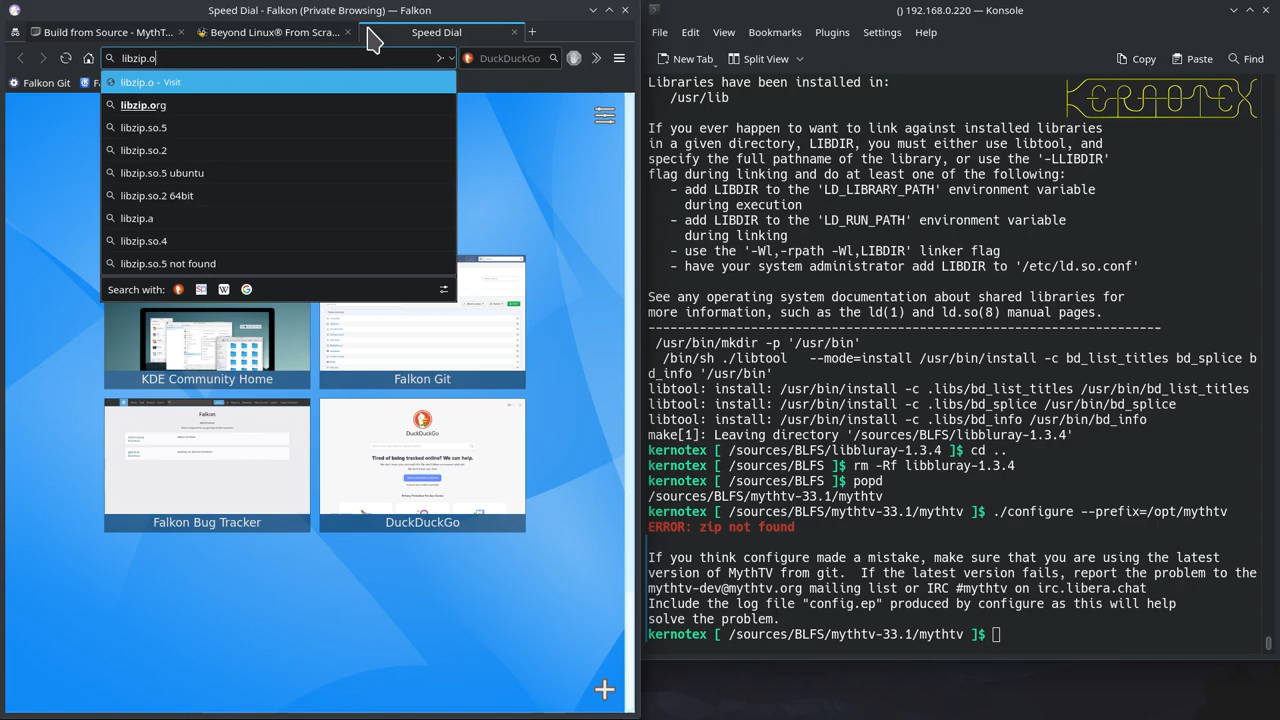 Speed Dial - Falkon (Private Browsing) — Falkon
Build from Source - MythT...
Beyond Linux® From Scra...
Speed Dial
libzip.o
DuckDuckGo
Falkon Git
libzip.o - Visit
libzip.org
libzip.so.5
libzip.so.2
libzip.so.5 ubuntu
libzip.so.2 64bit
libzip.a
libzip.so.4
libzip.so.5 not found
Search with:
KDE Community Home
Falkon Git
Falkon
DuckDuckGo
Tired of being tracked online? We can help.
Falkon Bug Tracker
DuckDuckGo
() 192.168.0.220 — Konsole
File Edit View Bookmarks Plugins Settings Help
New Tab
Split View
Copy
Paste
Find
KERNOTEX
Libraries have been installed in:
/usr/lib
If you ever happen to want to link against installed libraries
in a given directory, LIBDIR, you must either use libtool, and
specify the full pathname of the library, or use the '-LLIBDIR'
flag during linking and do at least one of the following:
- add LIBDIR to the 'LD_LIBRARY_PATH' environment variable
during execution
- add LIBDIR to the 'LD_RUN_PATH' environment variable
during linking
- use the '-Wl,-rpath -Wl,LIBDIR' linker flag
- have your system administrator add LIBDIR to '/etc/ld.so.conf'
See any operating system documentation about shared libraries for
more information, such as the ld(1) and ld.so(8) manual pages.
----------------------------------------------------------------------
/usr/bin/mkdir -p '/usr/bin'
/bin/sh ./libtool   --mode=install /usr/bin/install -c bd_list_titles bd_splice b
d_info '/usr/bin'
libtool: install: /usr/bin/install -c .libs/bd_list_titles /usr/bin/bd_list_titles
libtool: install: /usr/bin/install -c .libs/bd_splice /usr/bin/bd_splice
libtool: install: /usr/bin/install -c .libs/bd_info /usr/bin/bd_info
make[1]: Leaving directory '/sources/BLFS/libbluray-1.3.4'
kernotex [ /sources/BLFS/libbluray-1.3.4 ]$ cd ..
kernotex [ /sources/BLFS ]$ rm -Rf libbluray-1.3.4
kernotex [ /sources/BLFS ]$ popd
/sources/BLFS/mythtv-33.1/mythtv
kernotex [ /sources/BLFS/mythtv-33.1/mythtv ]$ ./configure --prefix=/opt/mythtv
ERROR: zip not found
If you think configure made a mistake, make sure that you are using the latest
version of MythTV from git.  If the latest version fails, report the problem to the
mythtv-dev@mythtv.org mailing list or IRC #mythtv on irc.libera.chat
Include the log file "config.ep" produced by configure as this will help
solve the problem.
kernotex [ /sources/BLFS/mythtv-33.1/mythtv ]$